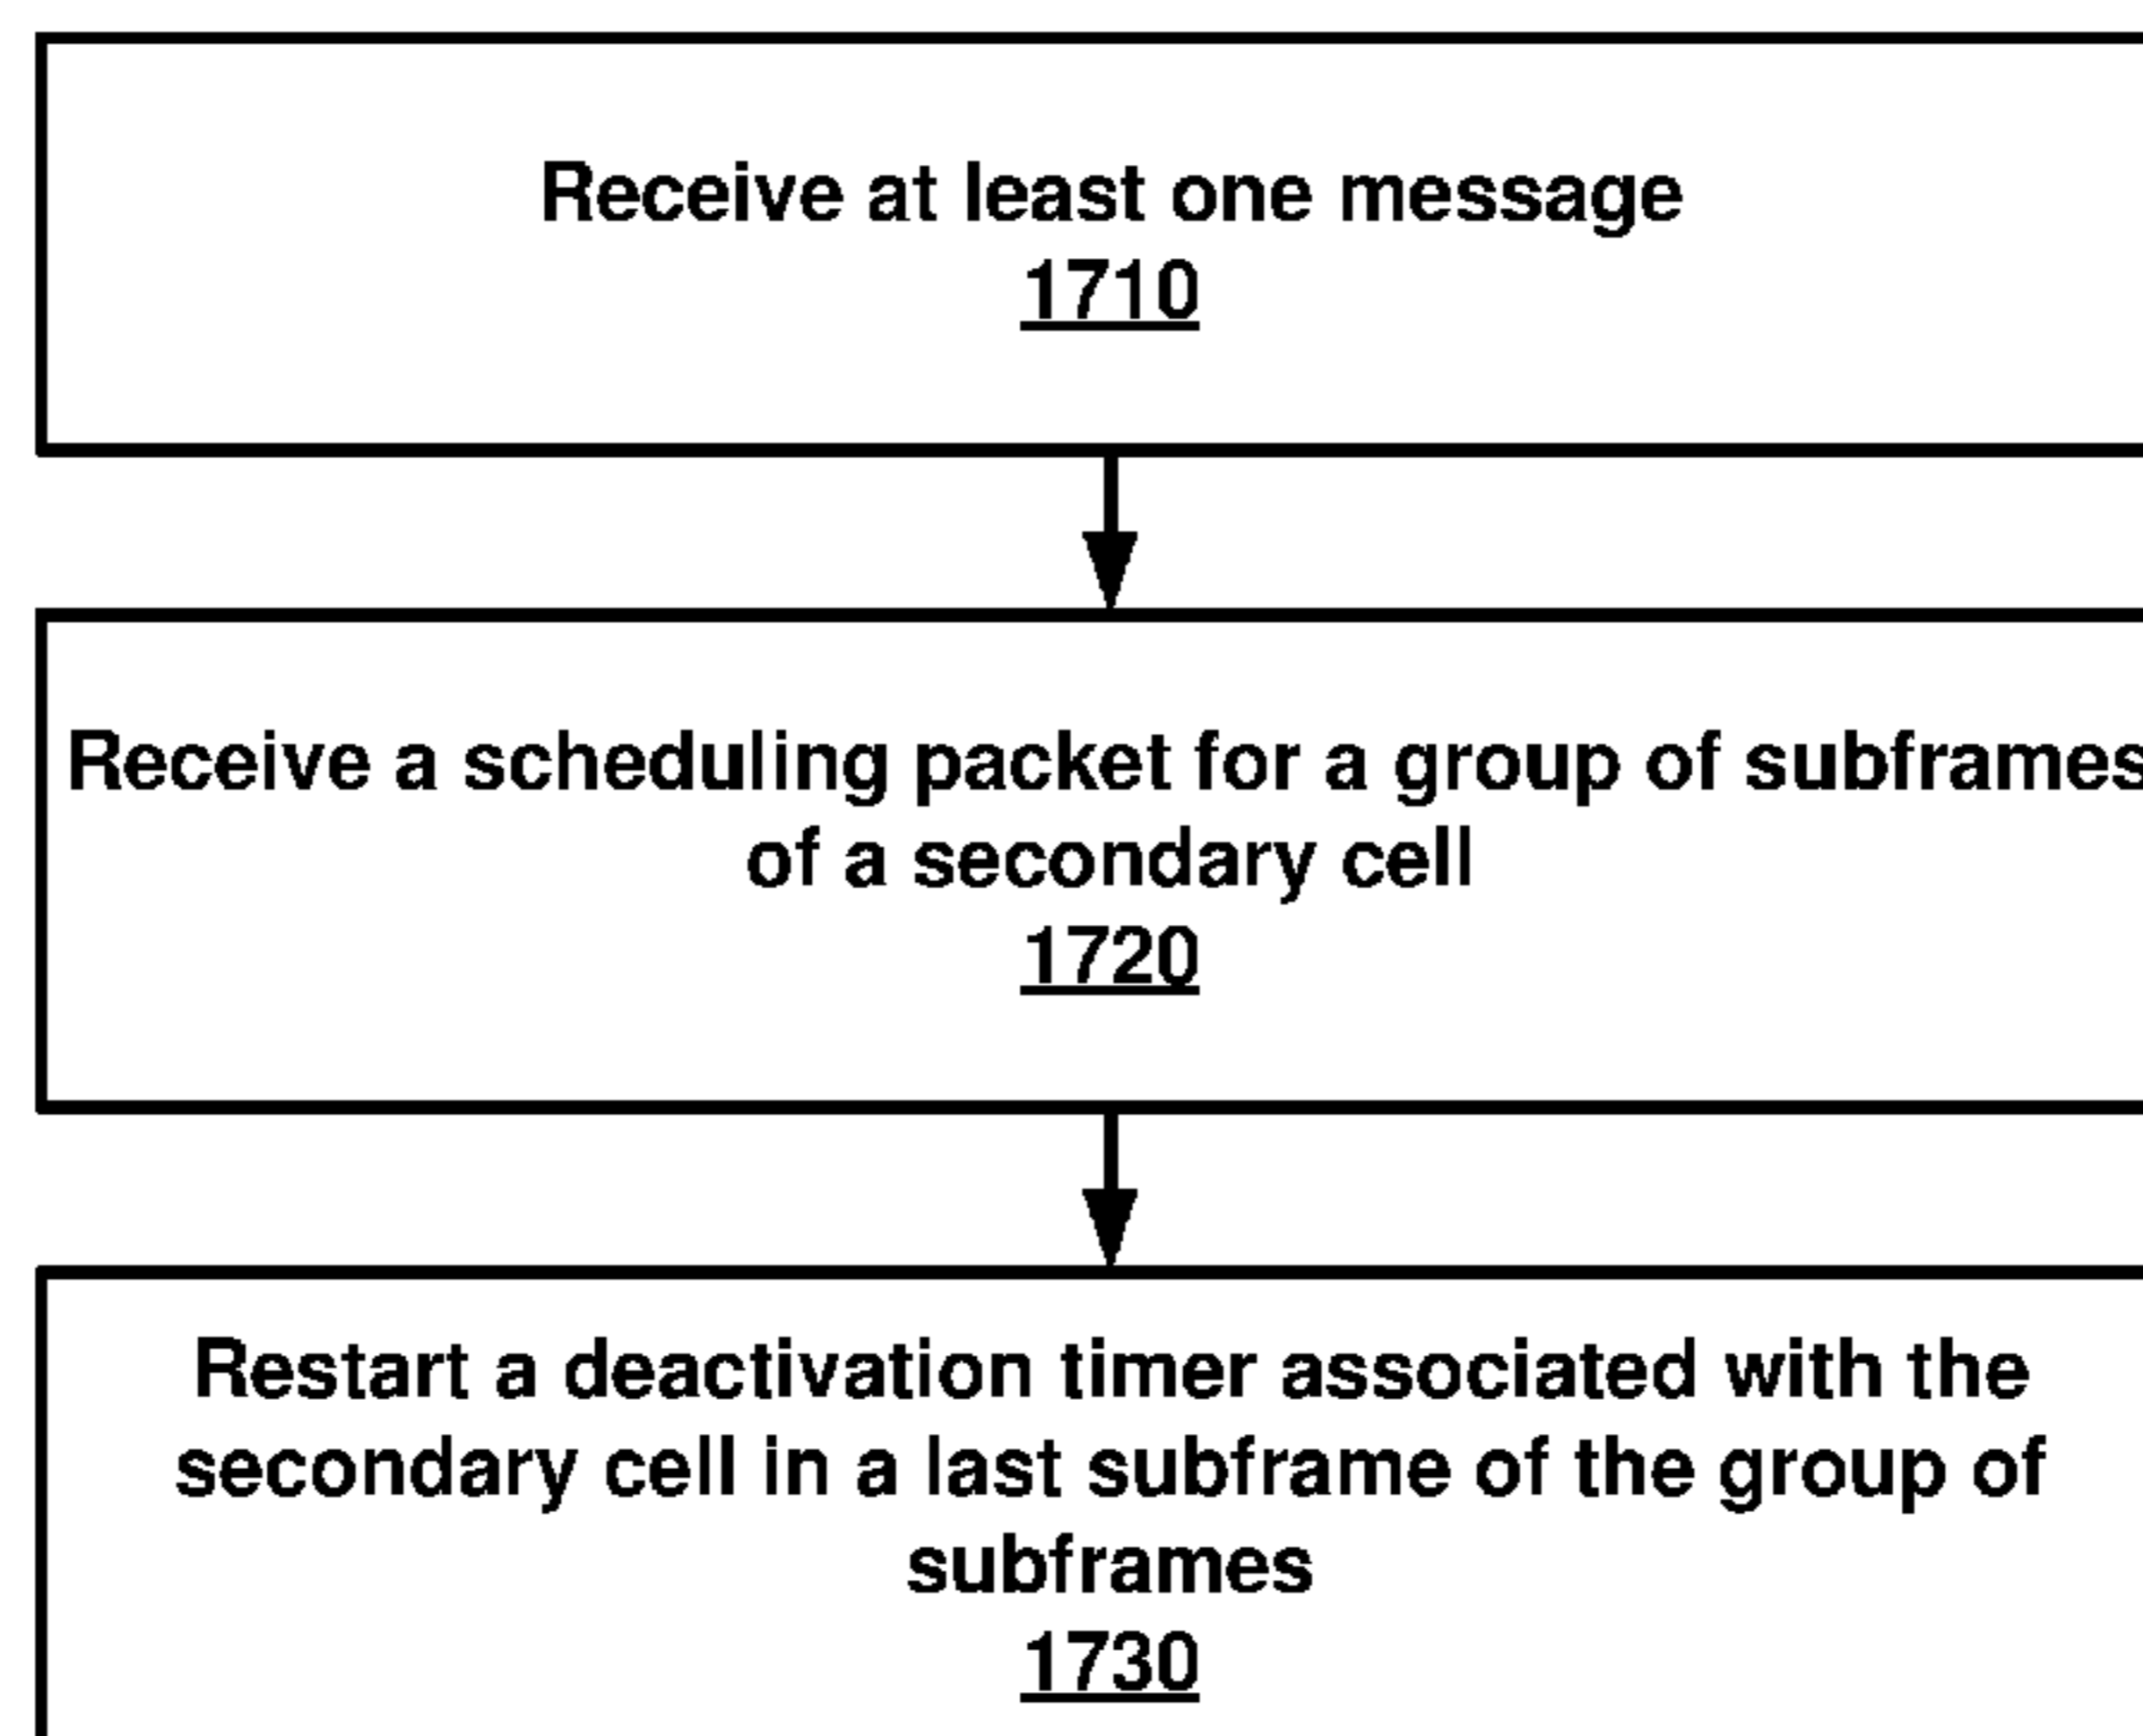 Receive at least one message
1710
Receive a scheduling packet for a group of subframes
of a secondary cell
1720
Restart a deactivation timer associated with the
secondary cell in a last subframe of the group of
subframes
1730